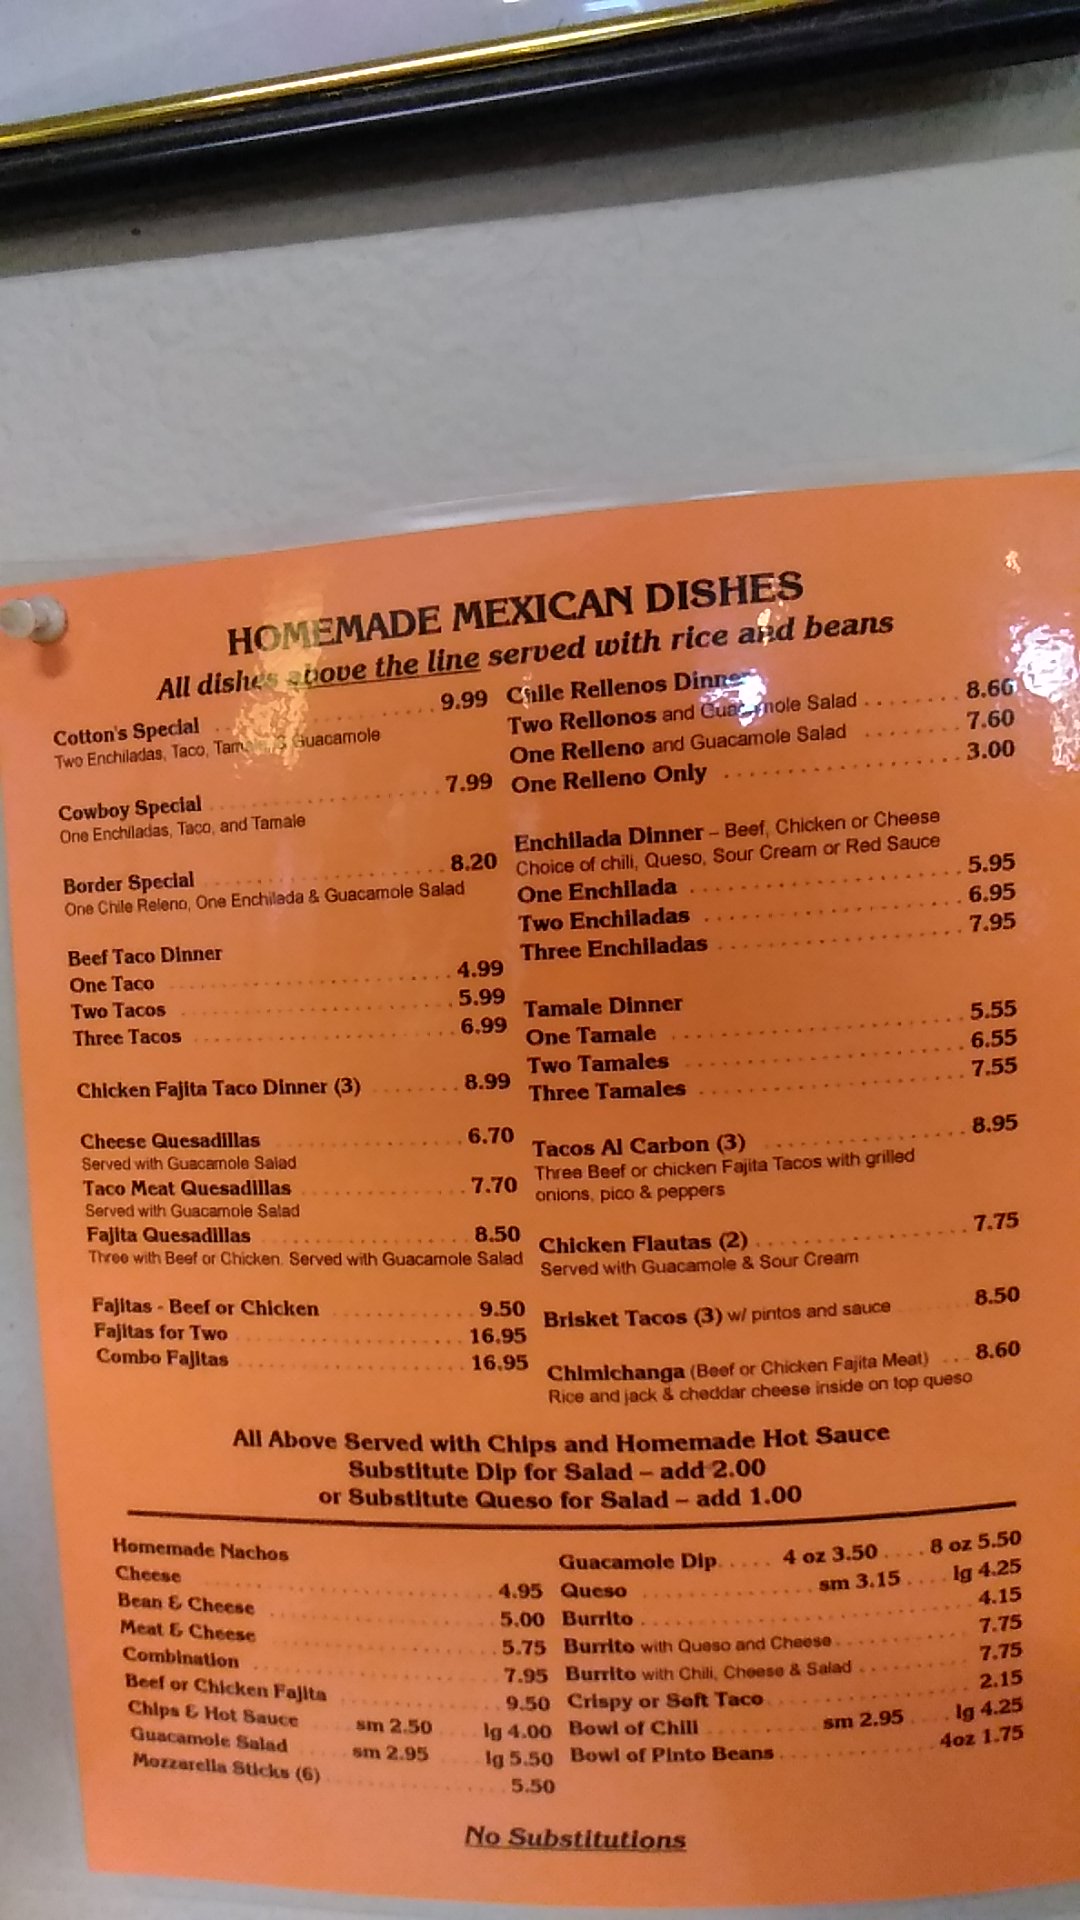 HOMEMADE MEXICAN DISHES
All dishes above the line served with rice and beans
Cotton's Special 9.99
Two Enchiladas, Taco, Guacamole
Cowboy Special 7.99
One Enchiladas, Taco, and Tamale
Border Special 8.20
One Chile Releno, One Enchilada & Guacamole Salad
Beef Taco Dinner
One Taco 4.99
Two Tacos 5.99
Three Tacos 6.99
Chicken Fajita Taco Dinner (3) 8.99
Cheese Quesadillas 6.70
Served with Guacamole Salad
Taco Meat Quesadillas 7.70
Served with Guacamole Salad
Fajita Quesadillas 8.50
Three with Beef or Chicken. Served with Guacamole Salad
Fajitas - Beef or Chicken 9.50
Fajitas for Two 16.95
Combo Fajitas 16.95
Chile Rellenos Dinner
Two Rellonos and Guacamole Salad 8.60
One Relleno and Guacamole Salad 7.60
One Relleno Only 3.00
Enchilada Dinner – Beef, Chicken or Cheese
Choice of chili, Queso, Sour Cream or Red Sauce
One Enchilada 5.95
Two Enchiladas 6.95
Three Enchiladas 7.95
Tamale Dinner
One Tamale 5.55
Two Tamales 6.55
Three Tamales 7.55
Tacos Al Carbon (3) 8.95
Three Beef or chicken Fajita Tacos with grilled
onions, pico & peppers
Chicken Flautas (2) 7.75
Served with Guacamole & Sour Cream
Brisket Tacos (3) w/ pintos and sauce 8.50
Chimichanga (Beef or Chicken Fajita Meat) 8.60
Rice and jack & cheddar cheese inside on top queso
All Above Served with Chips and Homemade Hot Sauce
Substitute Dip for Salad – add 2.00
or Substitute Queso for Salad – add 1.00
Homemade Nachos
Cheese 4.95
Bean & Cheese 5.00
Meat & Cheese 5.75
Combination 7.95
Beef or Chicken Fajita 9.50
Chips & Hot Sauce sm 2.50 lg 4.00
Guacamole Salad sm 2.95 lg 5.50
Mozzarella Sticks (6) 5.50
Guacamole Dip 4 oz 3.50 8 oz 5.50
Queso sm 3.15 lg 4.25
Burrito 4.15
Burrito with Queso and Cheese 7.75
Burrito with Chili, Cheese & Salad 7.75
Crispy or Soft Taco 2.15
Bowl of Chili sm 2.95 lg 4.25
Bowl of Pinto Beans 4oz 1.75
No Substitutions